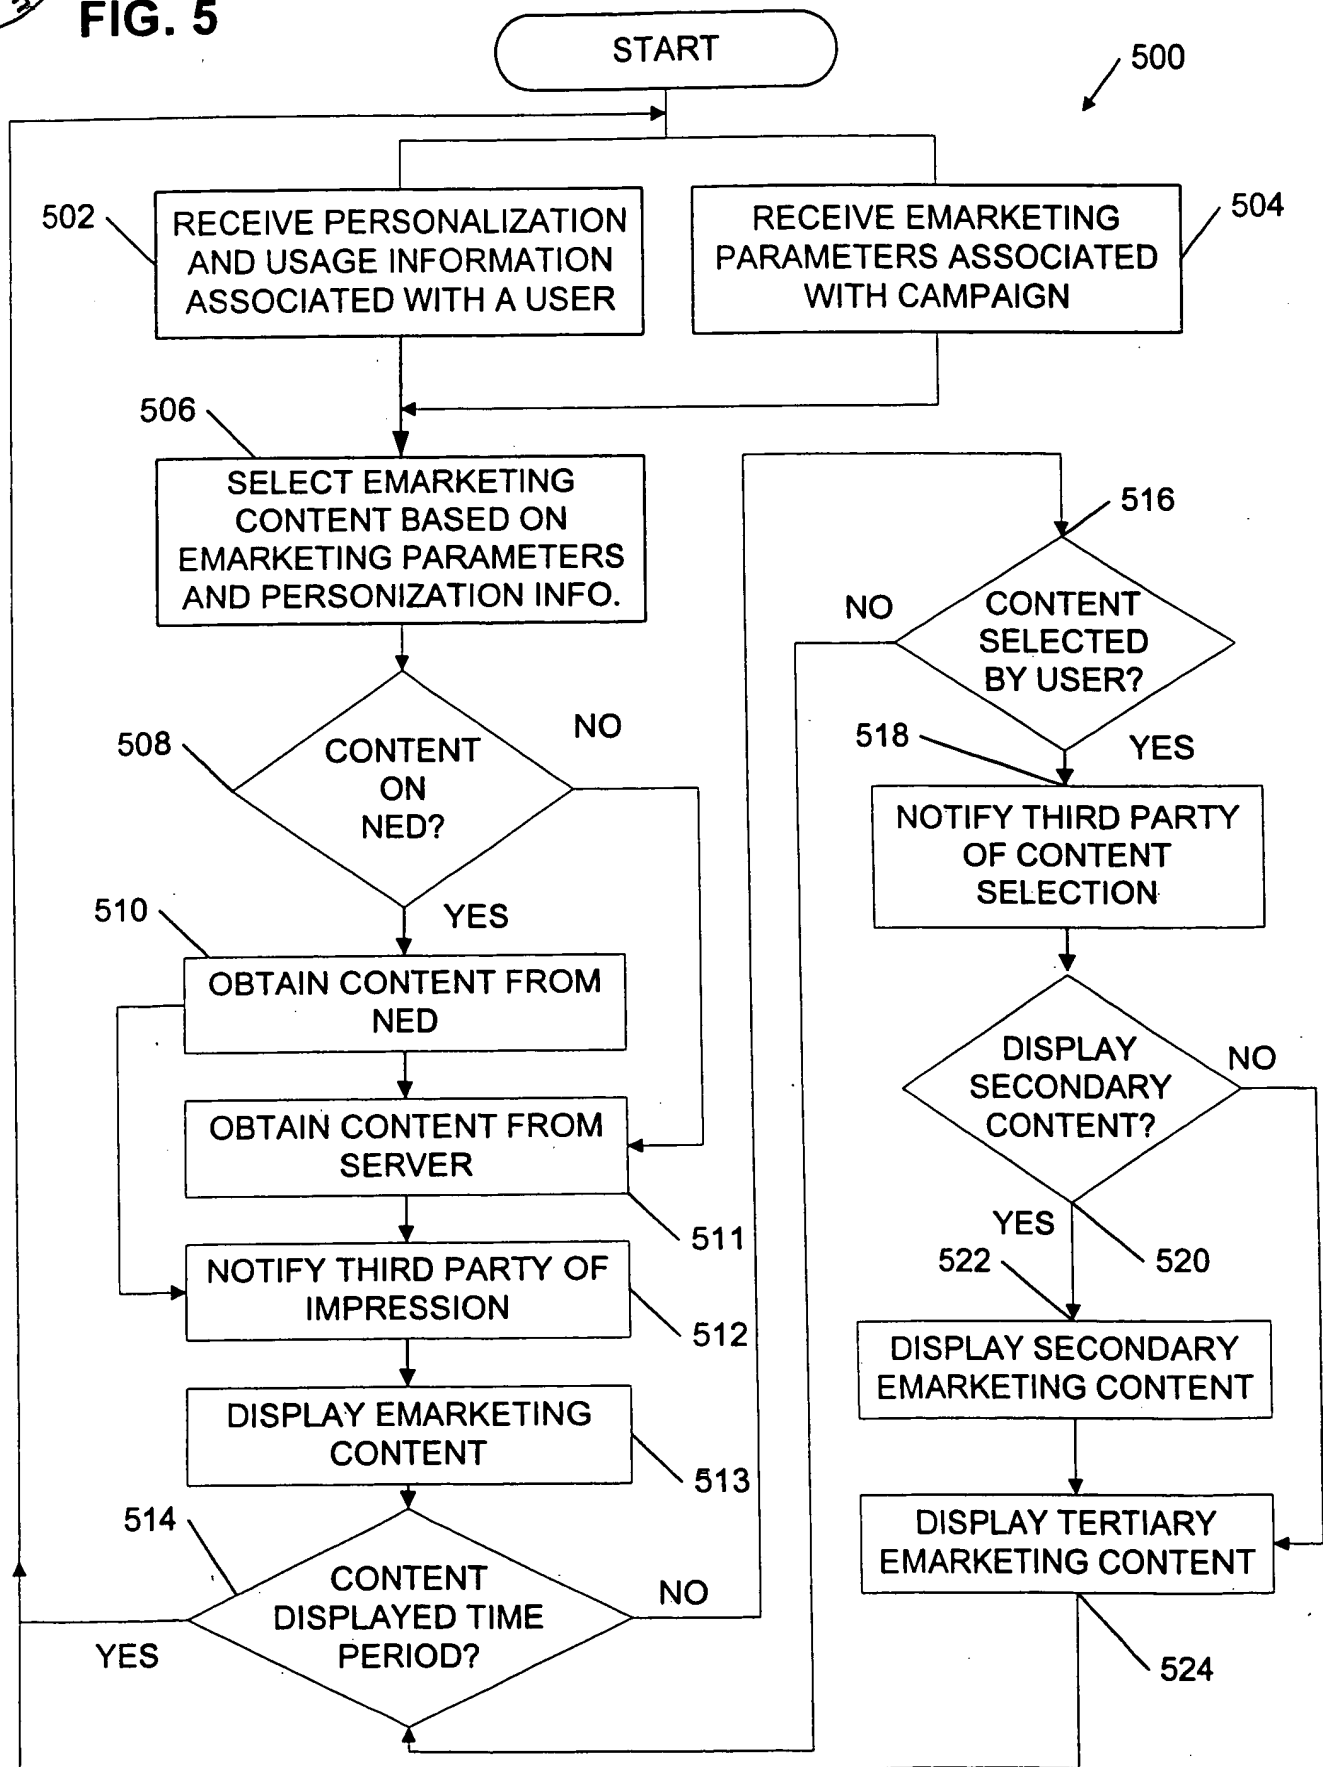 FIG. 5
START
500
502
RECEIVE PERSONALIZATION
AND USAGE INFORMATION
ASSOCIATED WITH A USER
RECEIVE EMARKETING
PARAMETERS ASSOCIATED
WITH CAMPAIGN
504
506
SELECT EMARKETING
CONTENT BASED ON
EMARKETING PARAMETERS
AND PERSONIZATION INFO.
508
CONTENT
ON
NED?
NO
YES
510
OBTAIN CONTENT FROM
NED
OBTAIN CONTENT FROM
SERVER
511
NOTIFY THIRD PARTY OF
IMPRESSION
512
DISPLAY EMARKETING
CONTENT
513
514
CONTENT
DISPLAYED TIME
PERIOD?
NO
YES
516
NO
CONTENT
SELECTED
BY USER?
518
YES
NOTIFY THIRD PARTY
OF CONTENT
SELECTION
DISPLAY
SECONDARY
CONTENT?
NO
YES
520
522
DISPLAY SECONDARY
EMARKETING CONTENT
DISPLAY TERTIARY
EMARKETING CONTENT
524